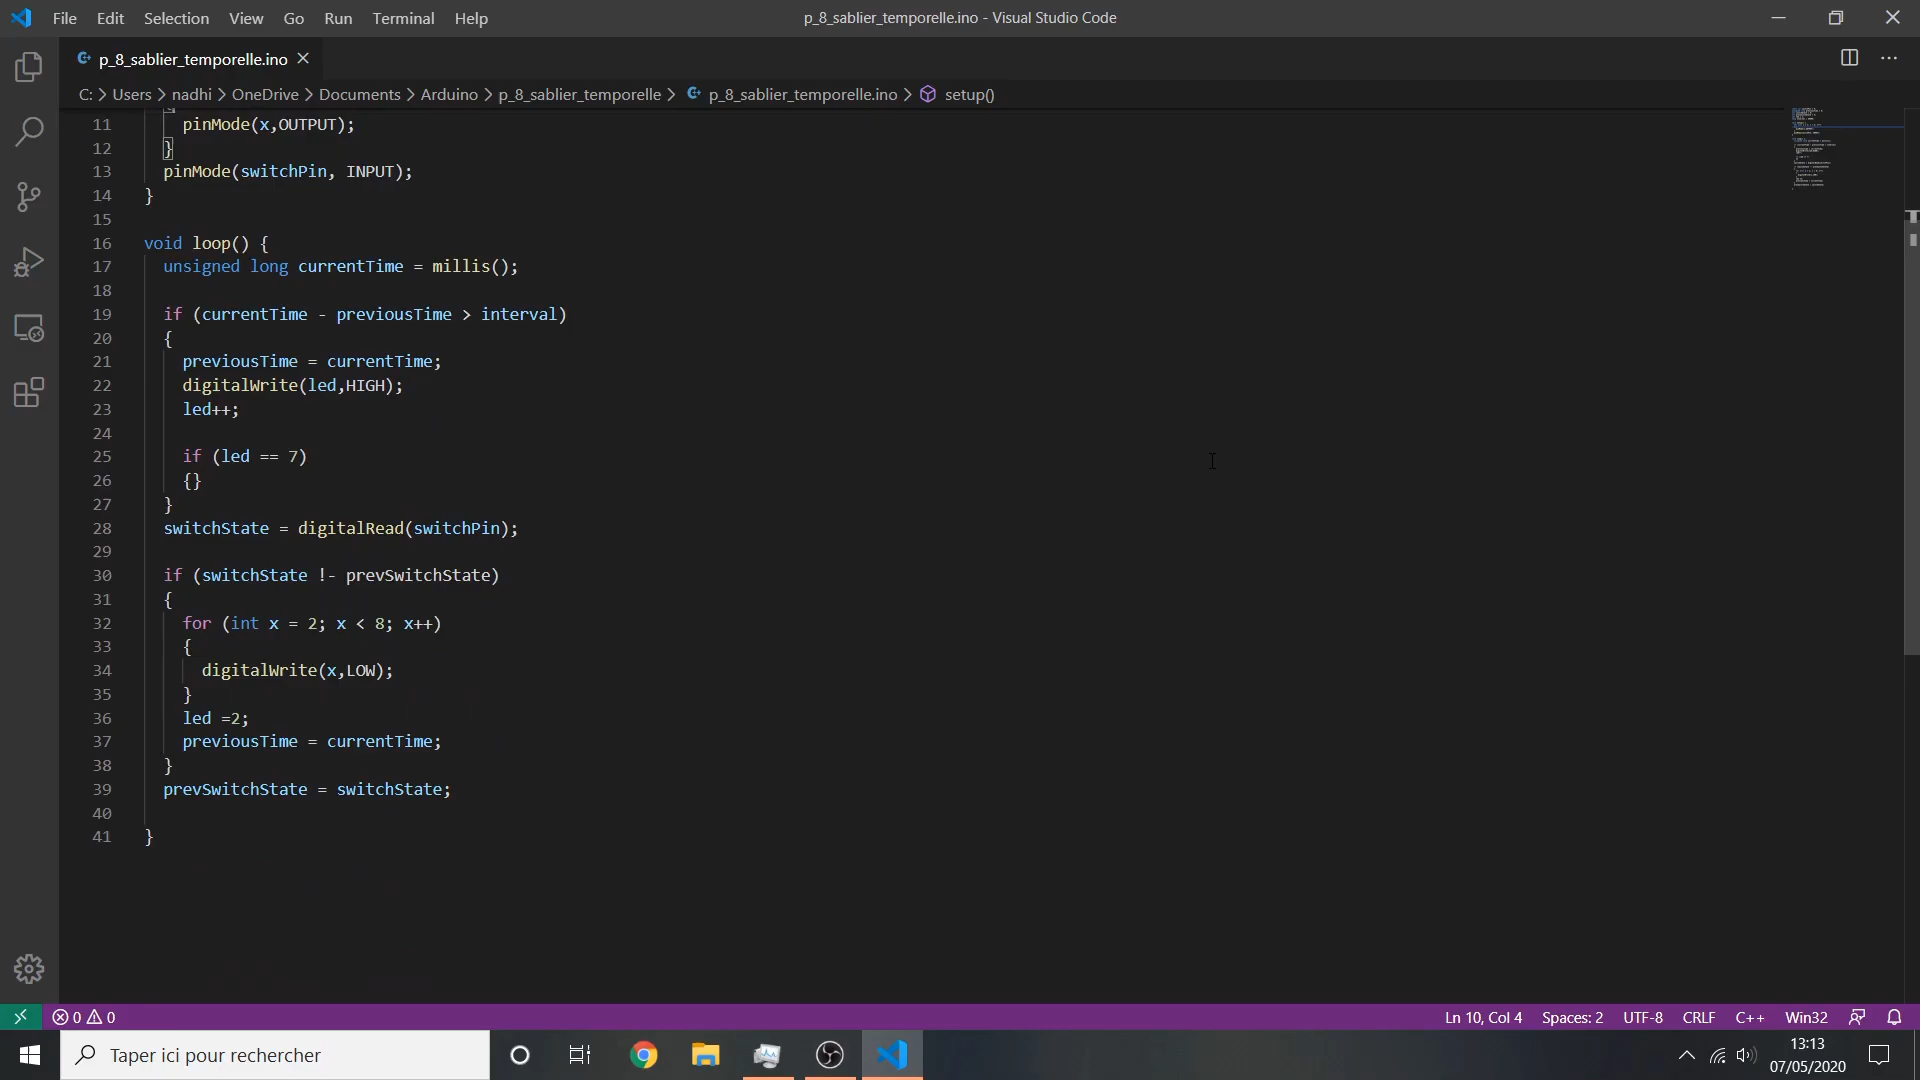 File Edit Selection View Go Run Terminal Help p_8_sablier_temporelle.ino - Visual Studio Code
p_8_sablier_temporelle.ino
C: > Users > nadhi > OneDrive > Documents > Arduino > p_8_sablier_temporelle > p_8_sablier_temporelle.ino > setup()
11 pinMode(x,OUTPUT);
12 }
13 pinMode(switchPin, INPUT);
14 }
15
16 void loop() {
17 unsigned long currentTime = millis();
18
19 if (currentTime - previousTime > interval)
20 {
21 previousTime = currentTime;
22 digitalWrite(led,HIGH);
23 led++;
24
25 if (led == 7)
26 {}
27 }
28 switchState = digitalRead(switchPin);
29
30 if (switchState !- prevSwitchState)
31 {
32 for (int x = 2; x < 8; x++)
33 {
34 digitalWrite(x,LOW);
35 }
36 led =2;
37 previousTime = currentTime;
38 }
39 prevSwitchState = switchState;
40
41 }
0 0 Ln 10, Col 4 Spaces: 2 UTF-8 CRLF C++ Win32
Taper ici pour rechercher
13:13
07/05/2020